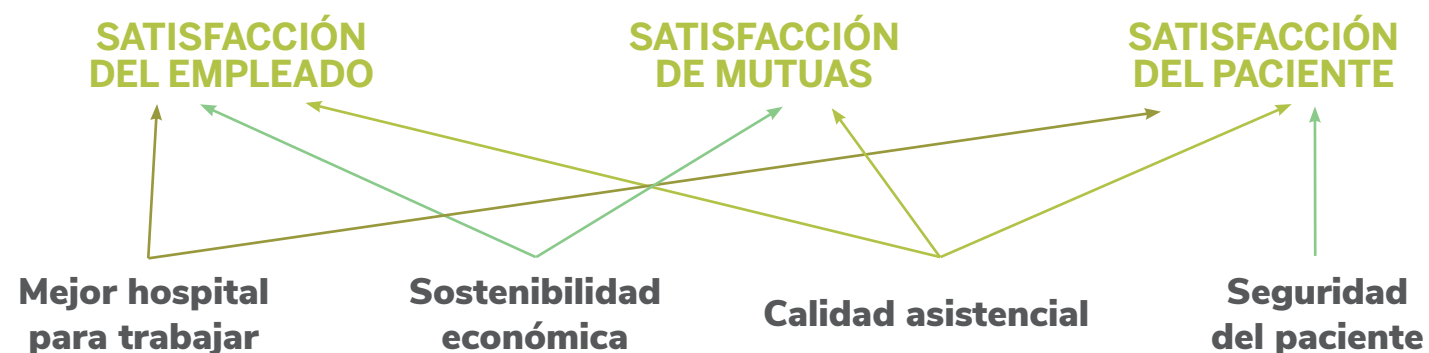 SATISFACCIÓN
DEL EMPLEADO
SATISFACCIÓN
DE MUTUAS
SATISFACCIÓN
DEL PACIENTE
Mejor hospital
para trabajar
Sostenibilidad
económica
Calidad asistencial
Seguridad
del paciente